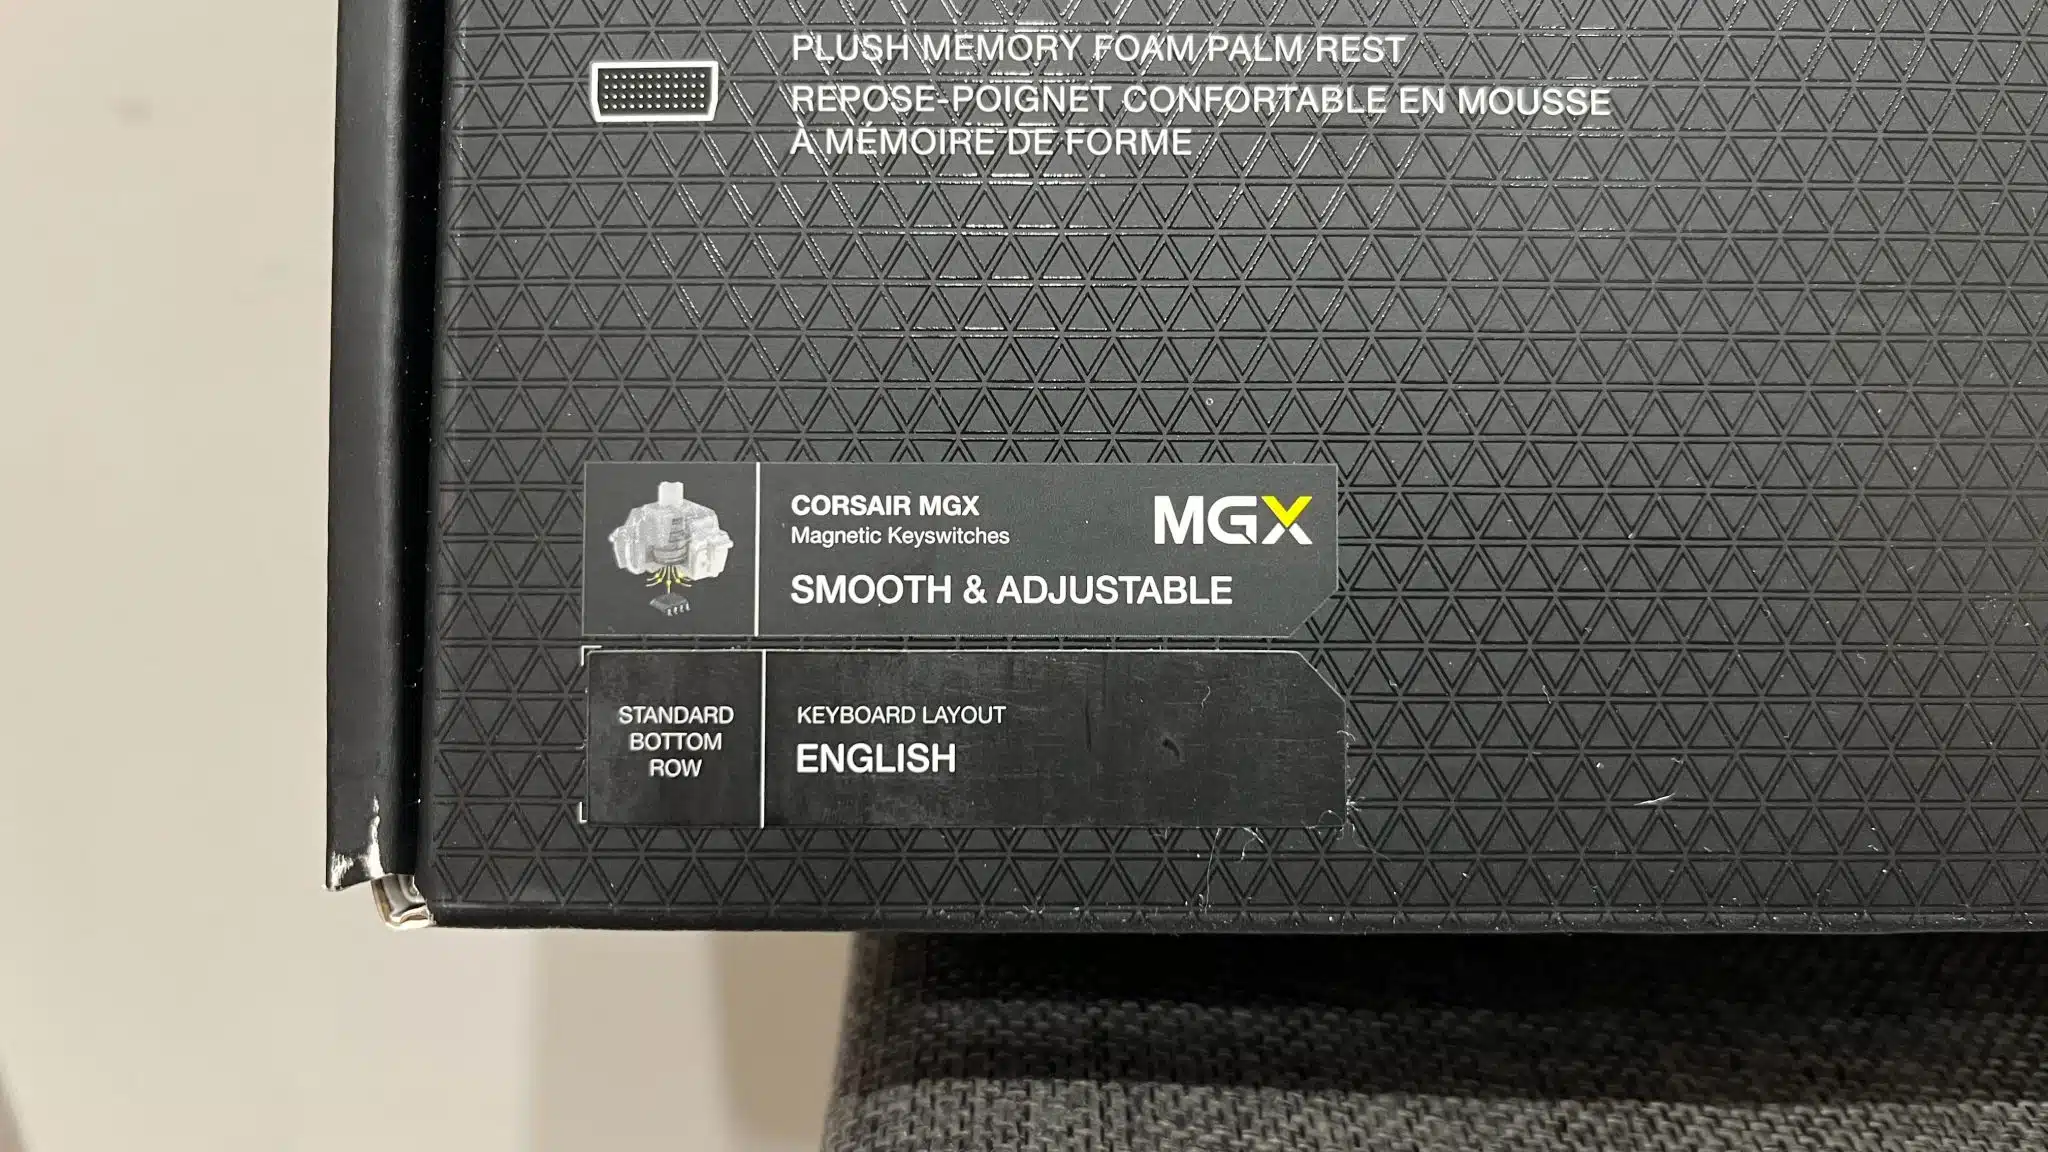 PLUSH MEMORY FOAM PALM REST
REPOSE-POIGNET CONFORTABLE EN MOUSSE
À MÉMOIRE DE FORME
CORSAIR MGX
Magnetic Keyswitches
MGX
SMOOTH & ADJUSTABLE
STANDARD
BOTTOM
ROW
KEYBOARD LAYOUT
ENGLISH